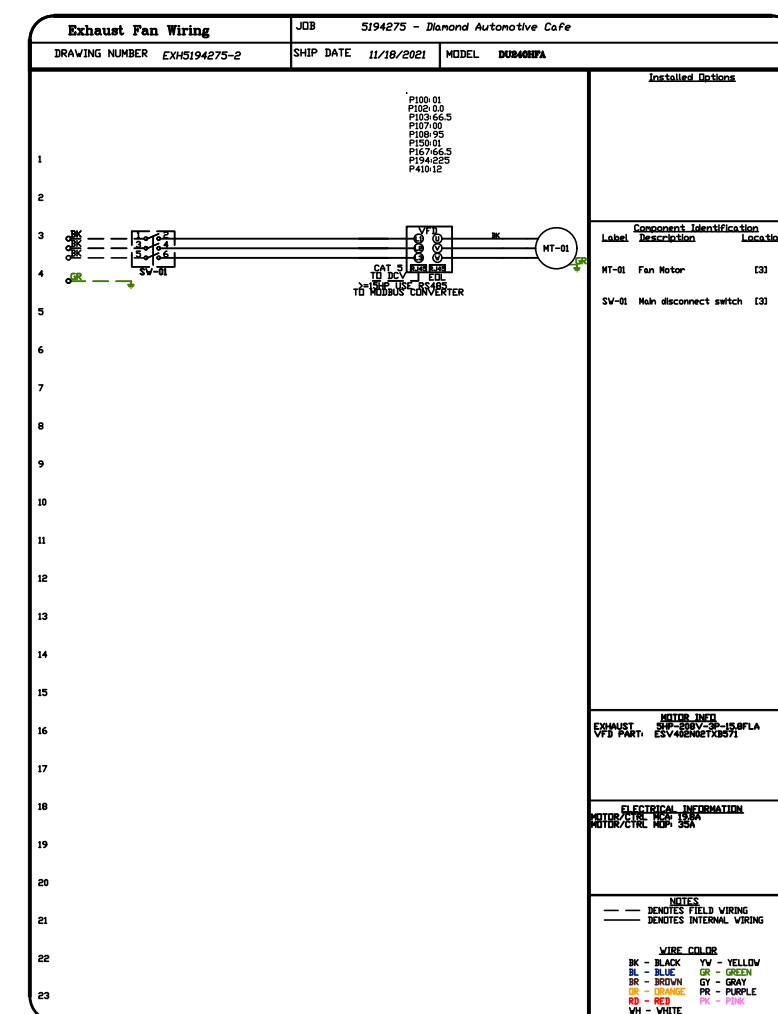 Exhaust Fan Wiring
JOB 5194275 - Diamond Automotive Cafe
DRAWING NUMBER EXH5194275-2
SHIP DATE 11/18/2021
MODEL DU240HFA
Installed Options
P100: 01
P102: 0.0
P103: 66.5
P107: 00
P108: 95
P150: 01
P167: 66.5
P194: 225
P410: 12
1
2
3
4
5
6
7
8
9
10
11
12
13
14
15
16
17
18
19
20
21
22
23
BK
BK
BK
GR
1 2
3 4
5 6
SW-01
VFD
L1 U
L2 V
L3 W
RJ45 RJ45
CAT 5
TO DCV
EOL
>=15HP USE RS485
TO MODBUS CONVERTER
BK
MT-01
GR
Component Identification
Label Description Locatio
MT-01 Fan Motor [3]
SW-01 Main disconnect switch [3]
MOTOR INFO
EXHAUST 5HP-208V-3P-15.8FLA
VFD PART: ESV402N02TXB571
ELECTRICAL INFORMATION
MOTOR/CTRL MCA: 19.8A
MOTOR/CTRL MOP: 35A
NOTES
DENOTES FIELD WIRING
DENOTES INTERNAL WIRING
WIRE COLOR
BK - BLACK YW - YELLOW
BL - BLUE GR - GREEN
BR - BROWN GY - GRAY
OR - ORANGE PR - PURPLE
RD - RED PK - PINK
WH - WHITE